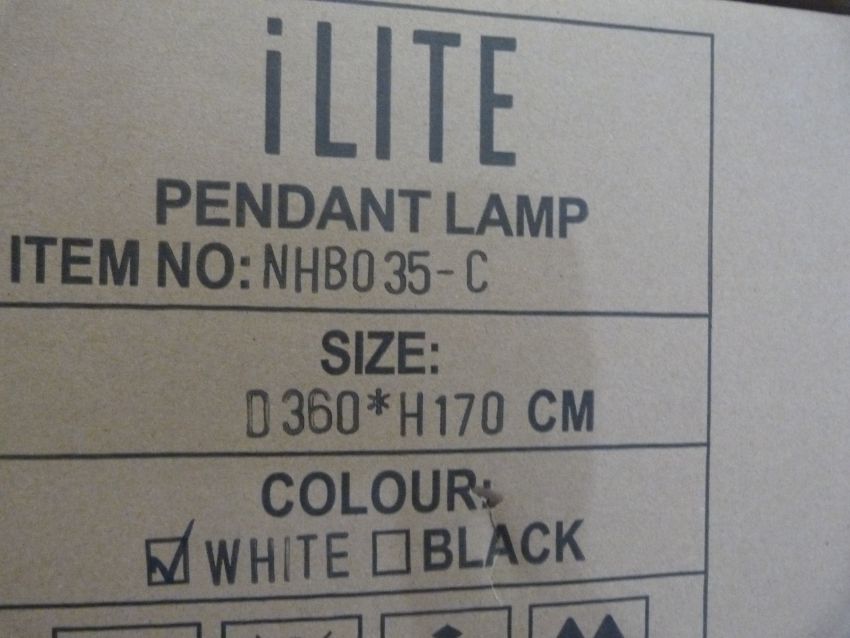 iLITE
PENDANT LAMP
ITEM NO: NHB035-C
SIZE:
D360*H170 CM
COLOUR:
☑ WHITE ☐ BLACK